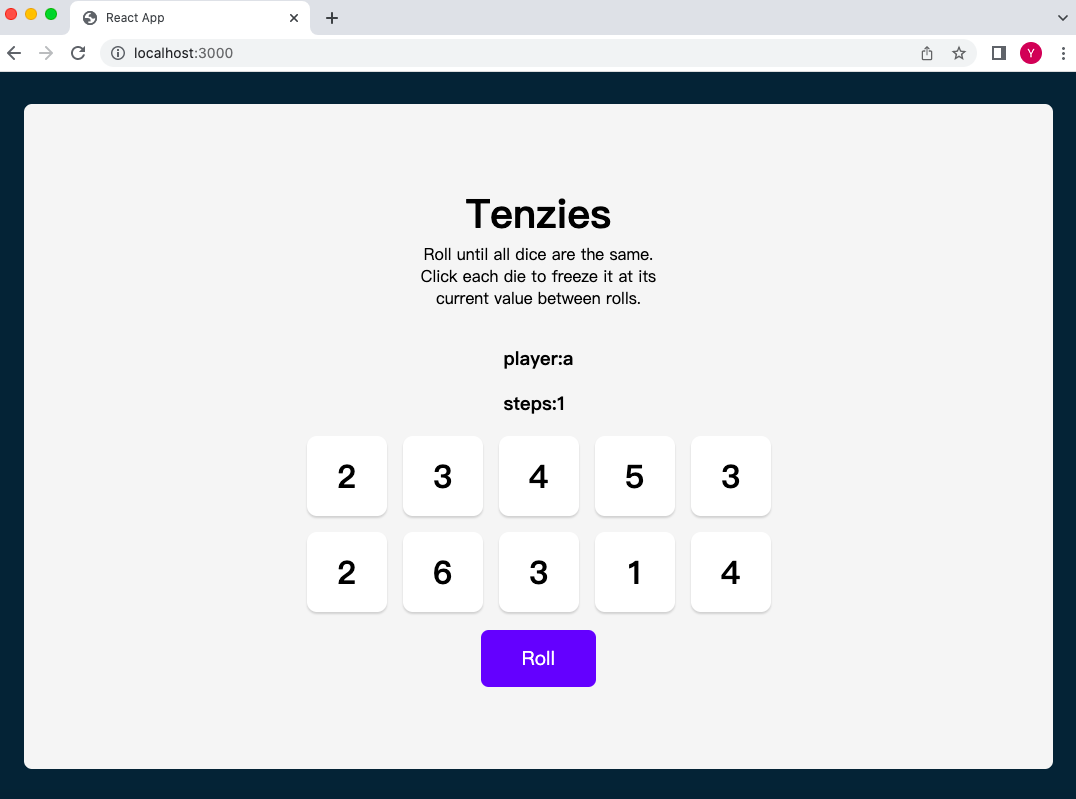 React App
localhost:3000
Y
Tenzies
Roll until all dice are the same.
Click each die to freeze it at its
current value between rolls.
player:a
steps:1
2 3 4 5 3
2 6 3 1 4
Roll